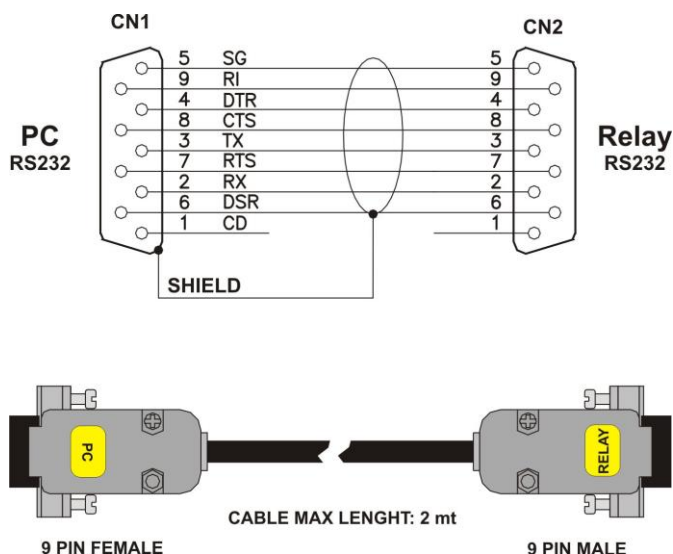 CN1
CN2
5 SG 5
9 RI 9
4 DTR 4
8 CTS 8
3 TX 3
7 RTS 7
2 RX 2
6 DSR 6
1 CD 1
PC
RS232
Relay
RS232
SHIELD
PC
RELAY
CABLE MAX LENGHT: 2 mt
9 PIN FEMALE
9 PIN MALE